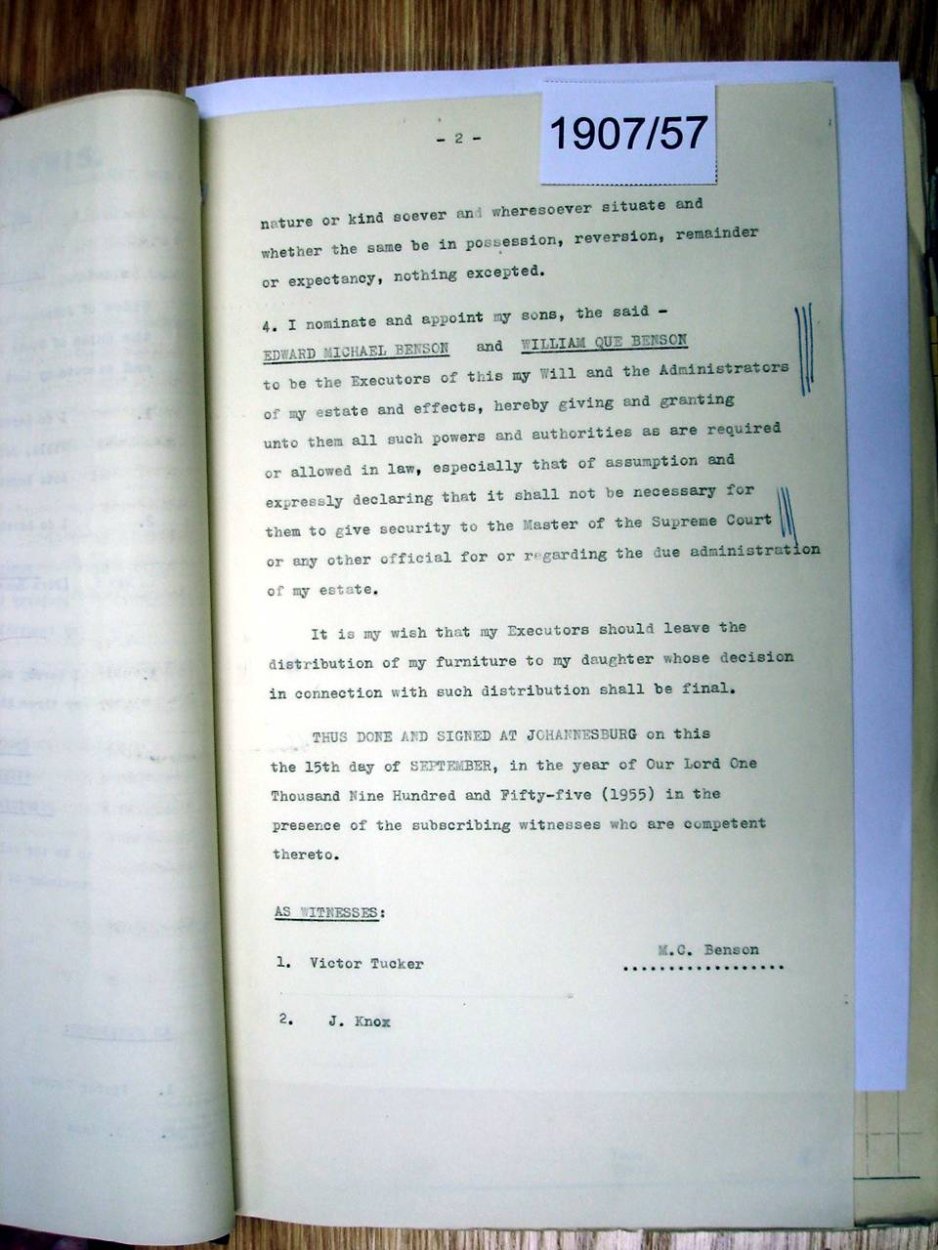 - 2 -
1907/57
nature or kind soever and wheresoever situate and
whether the same be in possession, reversion, remainder
or expectancy, nothing excepted.
4. I nominate and appoint my sons, the said -
EDWARD MICHAEL BENSON and WILLIAM QUE BENSON
to be the Executors of this my Will and the Administrators
of my estate and effects, hereby giving and granting
unto them all such powers and authorities as are required
or allowed in law, especially that of assumption and
expressly declaring that it shall not be necessary for
them to give security to the Master of the Supreme Court
or any other official for or regarding the due administration
of my estate.
It is my wish that my Executors should leave the
distribution of my furniture to my daughter whose decision
in connection with such distribution shall be final.
THUS DONE AND SIGNED AT JOHANNESBURG on this
the 15th day of SEPTEMBER, in the year of Our Lord One
Thousand Nine Hundred and Fifty-five (1955) in the
presence of the subscribing witnesses who are competent
thereto.
AS WITNESSES:
M.C. Benson
1. Victor Tucker
..................
2. J. Knox